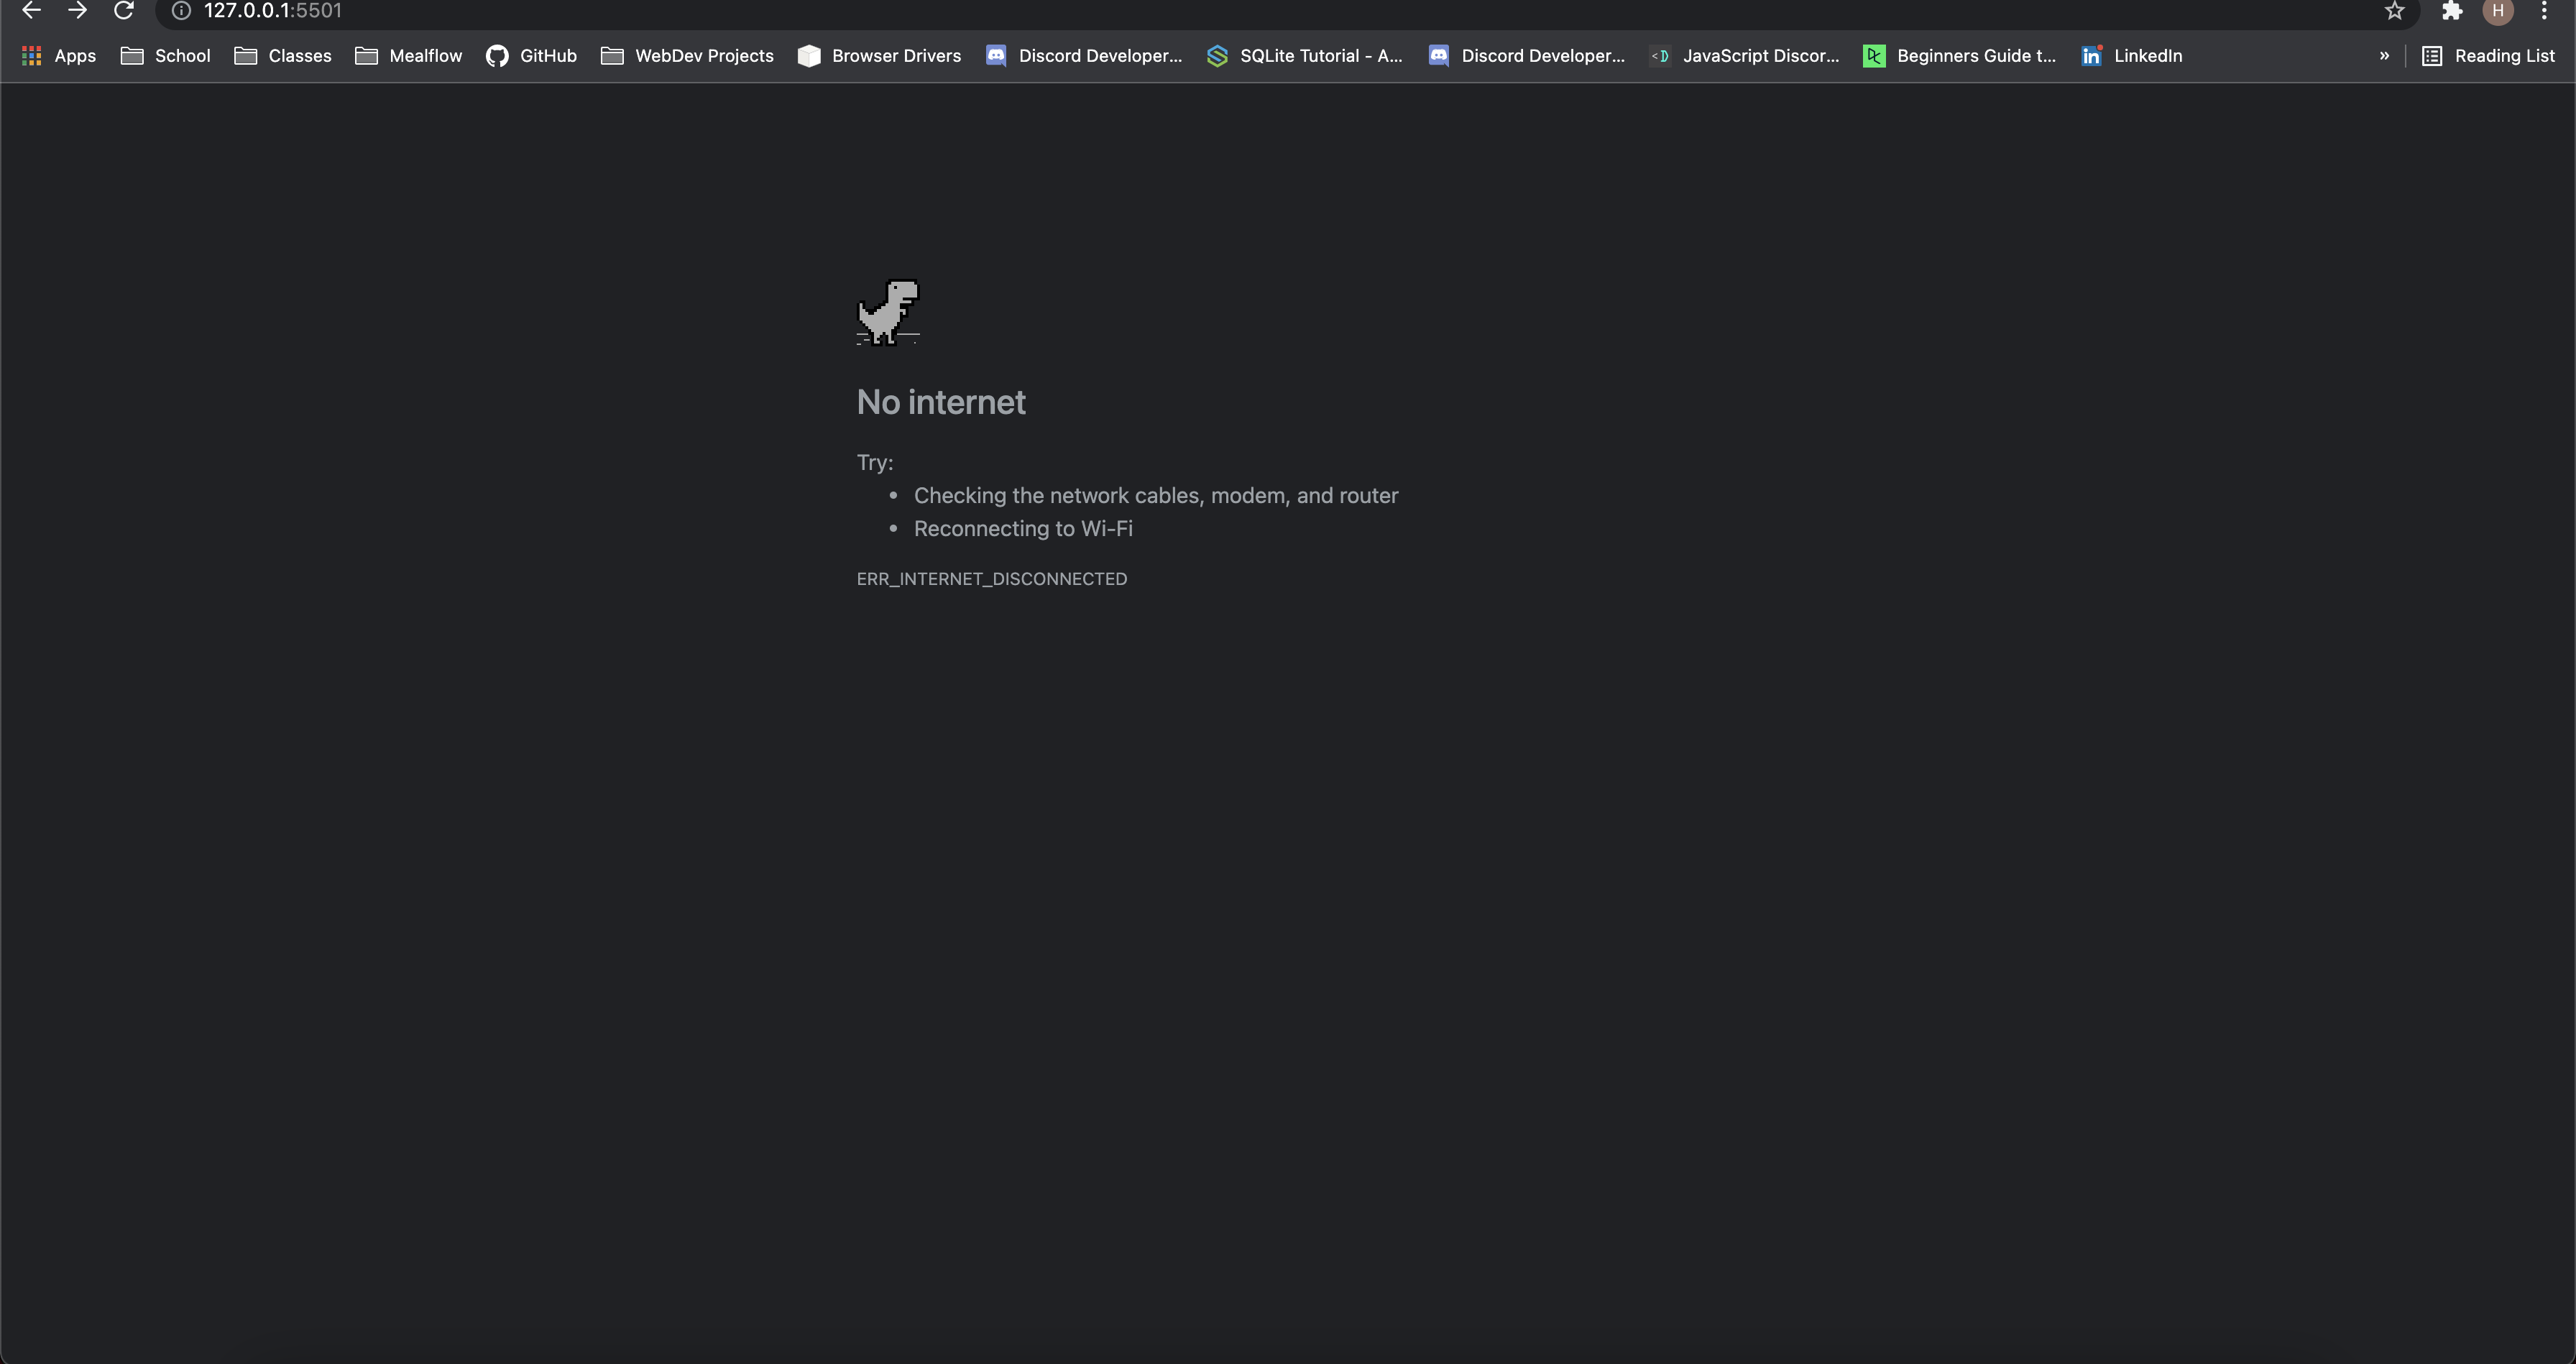 127.0.0.1:5501
H
Apps School Classes Mealflow GitHub WebDev Projects Browser Drivers Discord Developer... SQLite Tutorial - A... Discord Developer... <D JavaScript Discor... DC Beginners Guide t... in LinkedIn » Reading List
No internet
Try:
• Checking the network cables, modem, and router
• Reconnecting to Wi-Fi
ERR_INTERNET_DISCONNECTED